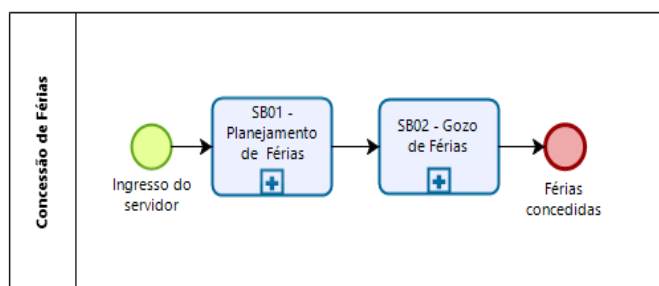 Concessão de Férias
Ingresso do
servidor
SB01 -
Planejamento
de Férias
SB02 - Gozo
de Férias
Férias
concedidas